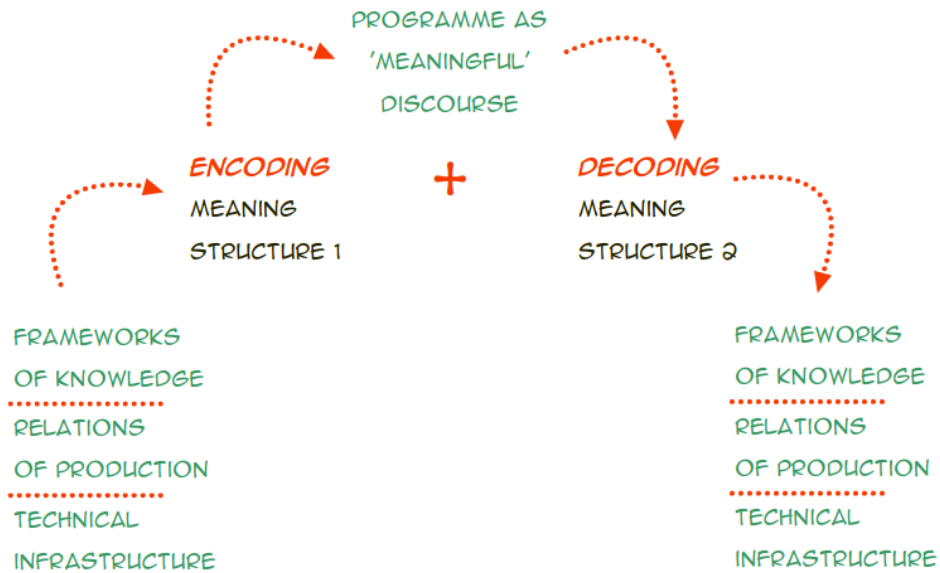 PROGRAMME AS
'MEANINGFUL'
DISCOURSE
ENCODING
MEANING
STRUCTURE 1
+
DECODING
MEANING
STRUCTURE 2
FRAMEWORKS
OF KNOWLEDGE
RELATIONS
OF PRODUCTION
TECHNICAL
INFRASTRUCTURE
FRAMEWORKS
OF KNOWLEDGE
RELATIONS
OF PRODUCTION
TECHNICAL
INFRASTRUCTURE